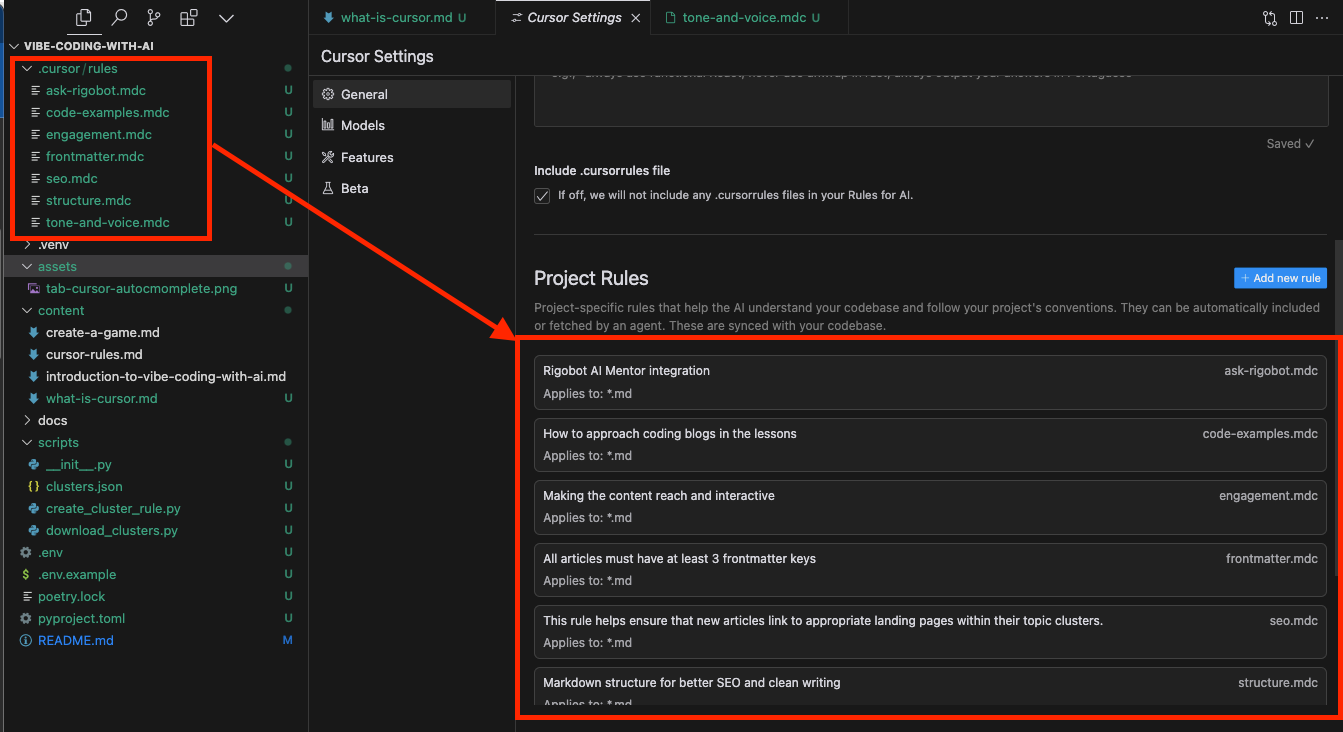 what-is-cursor.md U
Cursor Settings
tone-and-voice.mdc U
VIBE-CODING-WITH-AI
.cursor/rules
ask-rigobot.mdc U
code-examples.mdc U
engagement.mdc U
frontmatter.mdc U
seo.mdc U
structure.mdc U
tone-and-voice.mdc U
.venv
assets
tab-cursor-autocmomplete.png U
content
create-a-game.md
cursor-rules.md
introduction-to-vibe-coding-with-ai.md
what-is-cursor.md U
docs
scripts
__init__.py U
clusters.json U
create_cluster_rule.py U
download_clusters.py U
.env U
.env.example U
poetry.lock U
pyproject.toml U
README.md M
Cursor Settings
General
Models
Features
Beta
Saved
Include .cursorrules file
If off, we will not include any .cursorrules files in your Rules for AI.
Project Rules
+ Add new rule
Project-specific rules that help the AI understand your codebase and follow your project's conventions. They can be automatically included
or fetched by an agent. These are synced with your codebase.
Rigobot AI Mentor integration ask-rigobot.mdc
Applies to: *.md
How to approach coding blogs in the lessons code-examples.mdc
Applies to: *.md
Making the content reach and interactive engagement.mdc
Applies to: *.md
All articles must have at least 3 frontmatter keys frontmatter.mdc
Applies to: *.md
This rule helps ensure that new articles link to appropriate landing pages within their topic clusters. seo.mdc
Applies to: *.md
Markdown structure for better SEO and clean writing structure.mdc
Applies to: *.md